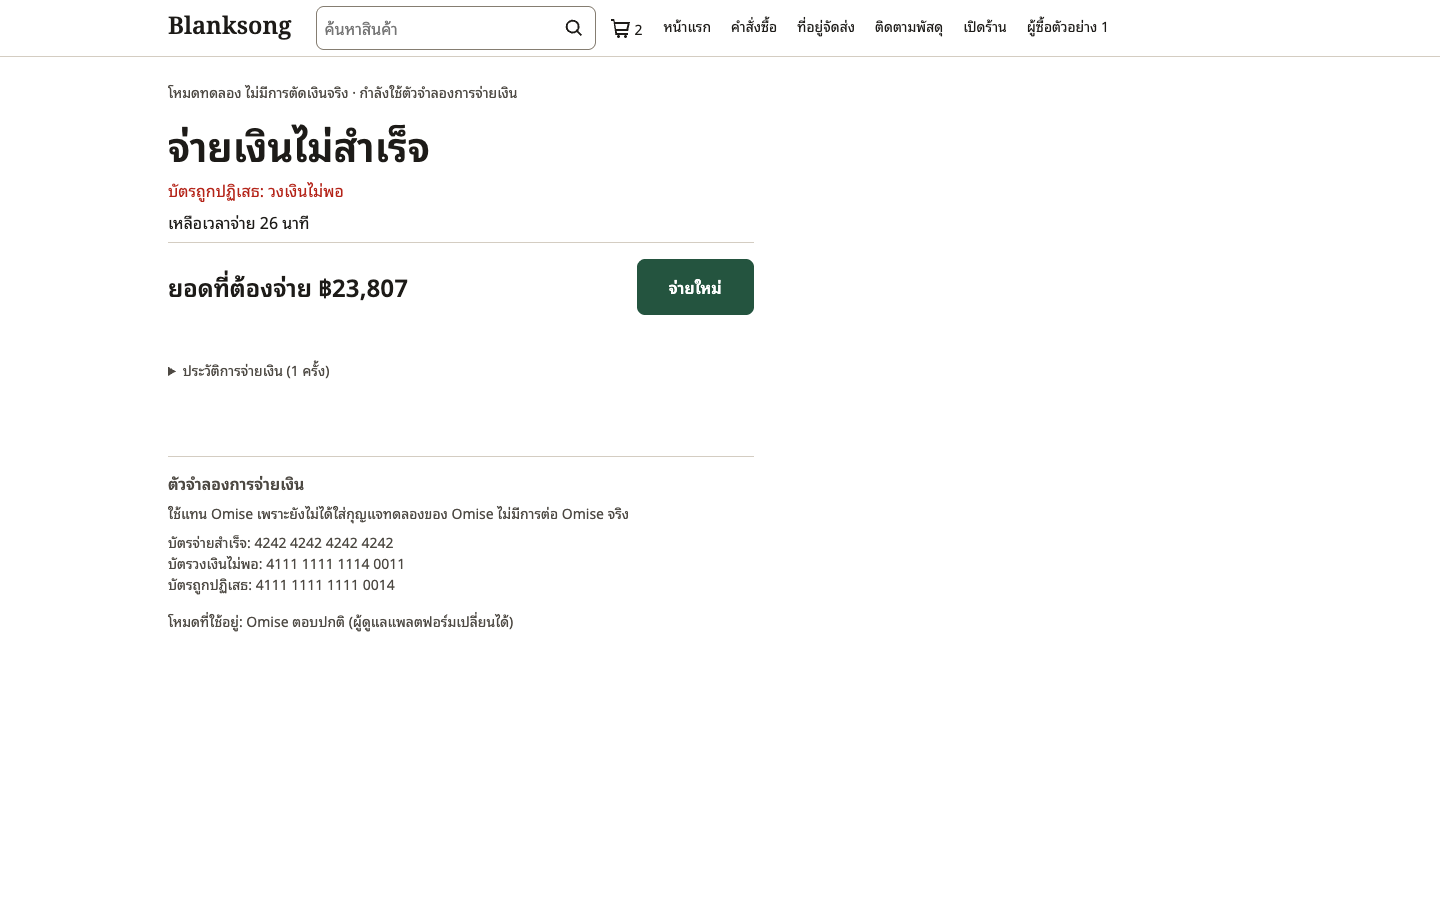 Blanksong
ค้นหาสินค้า
2
หน้าแรก
คำสั่งซื้อ
ที่อยู่จัดส่ง
ติดตามพัสดุ
เปิดร้าน
ผู้ซื้อตัวอย่าง 1
โหมดทดลอง ไม่มีการตัดเงินจริง · กำลังใช้ตัวจำลองการจ่ายเงิน
จ่ายเงินไม่สำเร็จ
บัตรถูกปฏิเสธ: วงเงินไม่พอ
เหลือเวลาจ่าย 26 นาที
ยอดที่ต้องจ่าย ฿23,807
จ่ายใหม่
ประวัติการจ่ายเงิน (1 ครั้ง)
ตัวจำลองการจ่ายเงิน
ใช้แทน Omise เพราะยังไม่ได้ใส่กุญแจทดลองของ Omise ไม่มีการต่อ Omise จริง
บัตรจ่ายสำเร็จ: 4242 4242 4242 4242
บัตรวงเงินไม่พอ: 4111 1111 1114 0011
บัตรถูกปฏิเสธ: 4111 1111 1111 0014
โหมดที่ใช้อยู่: Omise ตอบปกติ (ผู้ดูแลแพลตฟอร์มเปลี่ยนได้)